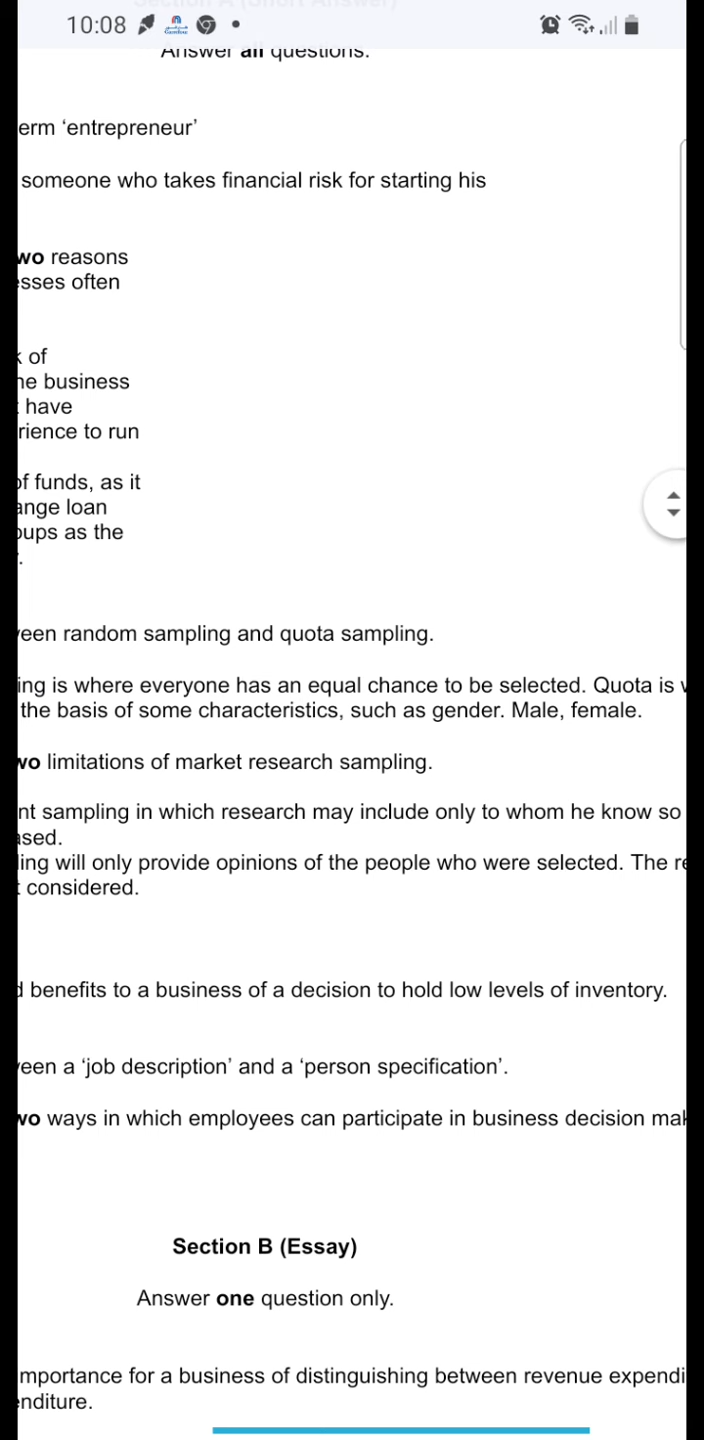 10:08
Answer all questions.
erm ‘entrepreneur’
someone who takes financial risk for starting his
wo reasons
esses often
k of
he business
have
rience to run
of funds, as it
ange loan
oups as the
.
een random sampling and quota sampling.
ing is where everyone has an equal chance to be selected. Quota is
the basis of some characteristics, such as gender. Male, female.
wo limitations of market research sampling.
nt sampling in which research may include only to whom he know so
ased.
ling will only provide opinions of the people who were selected. The re
t considered.
d benefits to a business of a decision to hold low levels of inventory.
een a ‘job description’ and a ‘person specification’.
wo ways in which employees can participate in business decision mak
Section B (Essay)
Answer one question only.
mportance for a business of distinguishing between revenue expendi
enditure.